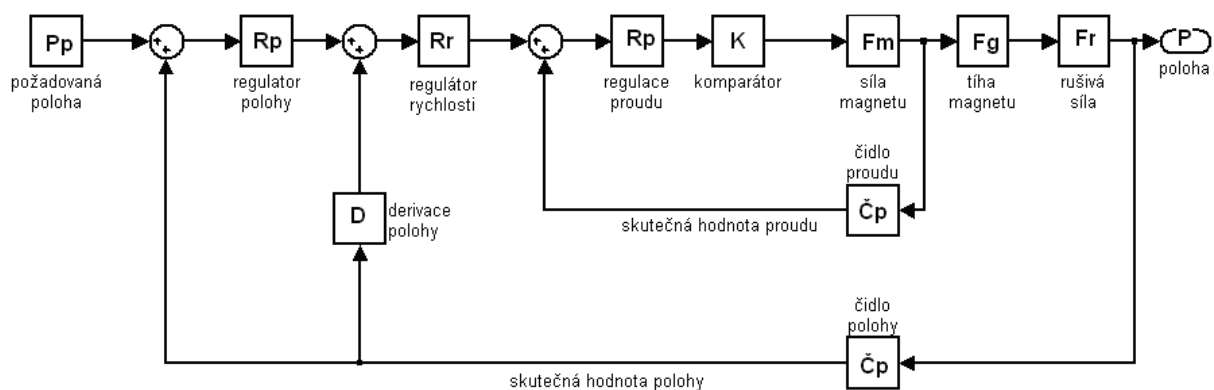 Pp
požadovaná
poloha
Rp
regulator
polohy
Rr
regulátor
rychlosti
Rp
regulace
proudu
K
komparátor
Fm
síla
magnetu
Fg
tíha
magnetu
Fr
rušivá
síla
P
poloha
čidlo
proudu
Čp
skutečná hodnota proudu
D
derivace
polohy
čidlo
polohy
Čp
skutečná hodnota polohy